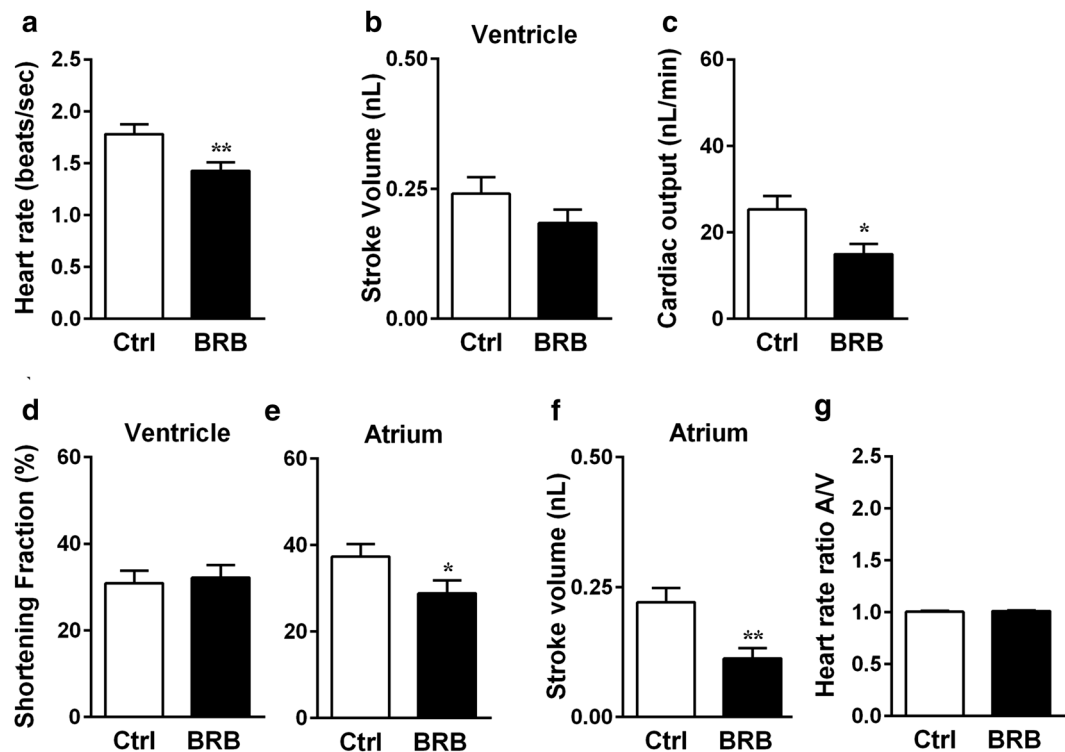 a
Heart rate (beats/sec)
2.5
2.0
1.5
1.0
0.5
0.0
**
Ctrl BRB
b
Ventricle
Stroke Volume (nL)
0.50
0.25
0.00
Ctrl BRB
c
Cardiac output (nL/min)
60
40
20
0
*
Ctrl BRB
d
Ventricle
Shortening Fraction (%)
60
40
20
0
Ctrl BRB
e
Atrium
60
40
20
0
*
Ctrl BRB
f
Atrium
Stroke volume (nL)
0.50
0.25
0.00
**
Ctrl BRB
g
Heart rate ratio A/V
2.5
2.0
1.5
1.0
0.5
0.0
Ctrl BRB